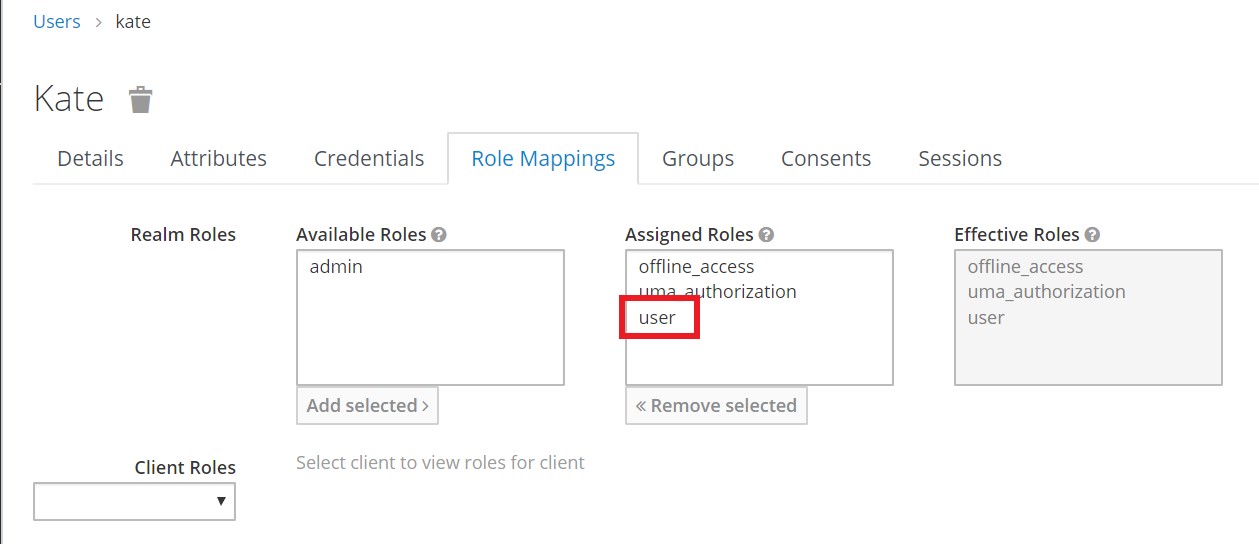 Users > kate
Kate
Details Attributes Credentials Role Mappings Groups Consents Sessions
Realm Roles
Available Roles
admin
Add selected >
Assigned Roles
offline_access
uma_authorization
user
« Remove selected
Effective Roles
offline_access
uma_authorization
user
Client Roles
Select client to view roles for client